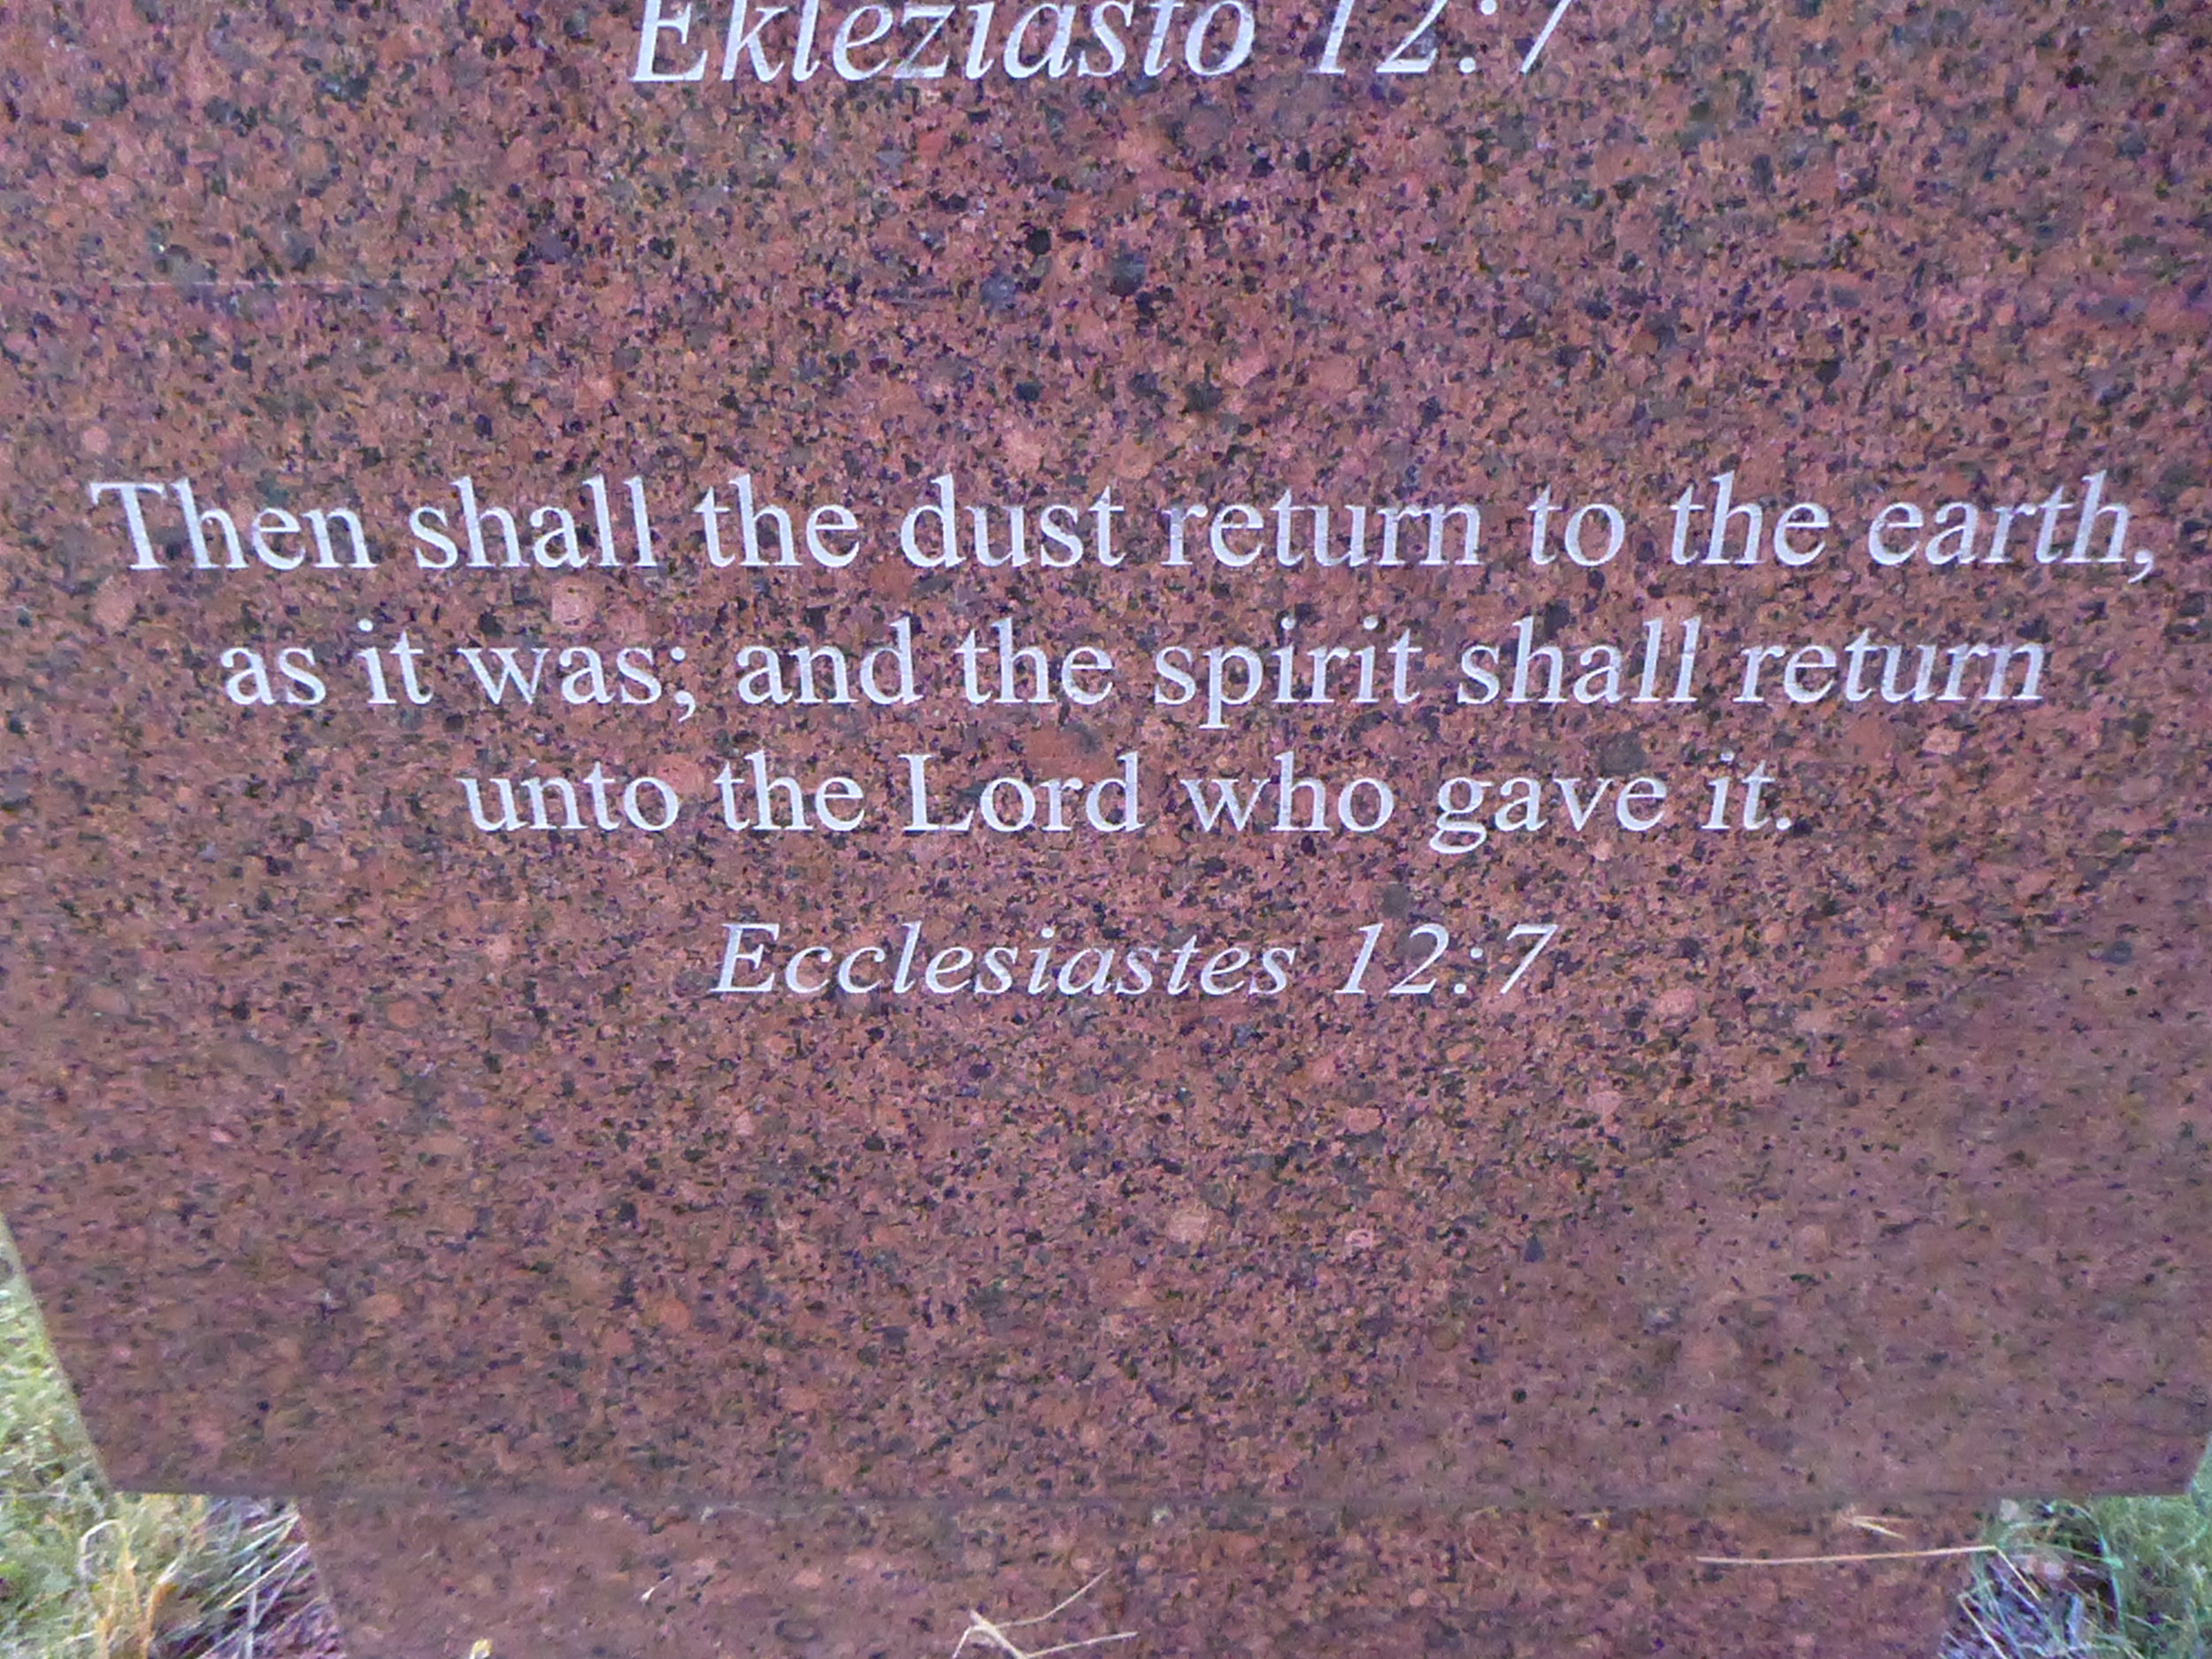 Ekleziasto 12:7
Then shall the dust return to the earth,
as it was; and the spirit shall return
unto the Lord who gave it.
Ecclesiastes 12:7